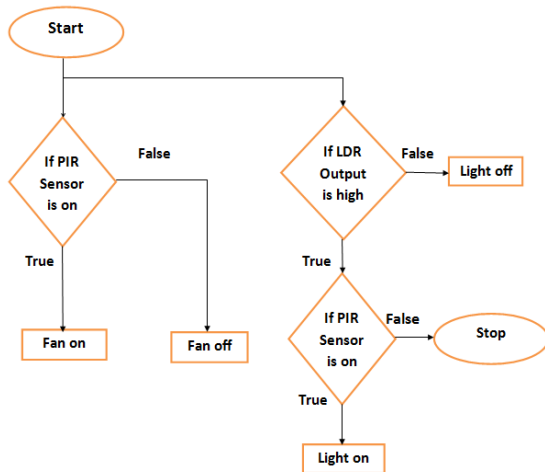 Start
If PIR
Sensor
is on
False
True
Fan on
Fan off
If LDR
Output
is high
False
Light off
True
If PIR
Sensor
is on
False
Stop
True
Light on